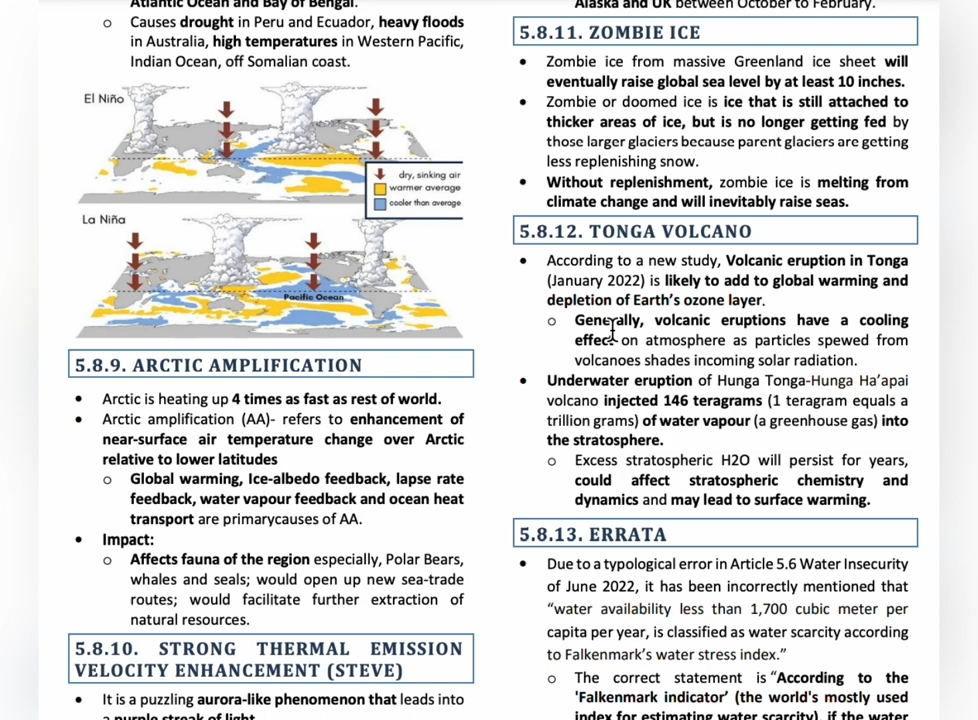 Atlantic Ocean and Bay of Bengal.
o Causes drought in Peru and Ecuador, heavy floods
in Australia, high temperatures in Western Pacific,
Indian Ocean, off Somalian coast.
El Niño
dry, sinking air
warmer average
cooler than average
La Niña
Pacific Ocean
5.8.9. ARCTIC AMPLIFICATION
• Arctic is heating up 4 times as fast as rest of world.
• Arctic amplification (AA)- refers to enhancement of
near-surface air temperature change over Arctic
relative to lower latitudes
o Global warming, Ice-albedo feedback, lapse rate
feedback, water vapour feedback and ocean heat
transport are primarycauses of AA.
• Impact:
o Affects fauna of the region especially, Polar Bears,
whales and seals; would open up new sea-trade
routes; would facilitate further extraction of
natural resources.
5.8.10. STRONG THERMAL EMISSION
VELOCITY ENHANCEMENT (STEVE)
• It is a puzzling aurora-like phenomenon that leads into
a purple streak of light.
Alaska and UK between October to February.
5.8.11. ZOMBIE ICE
• Zombie ice from massive Greenland ice sheet will
eventually raise global sea level by at least 10 inches.
• Zombie or doomed ice is ice that is still attached to
thicker areas of ice, but is no longer getting fed by
those larger glaciers because parent glaciers are getting
less replenishing snow.
• Without replenishment, zombie ice is melting from
climate change and will inevitably raise seas.
5.8.12. TONGA VOLCANO
• According to a new study, Volcanic eruption in Tonga
(January 2022) is likely to add to global warming and
depletion of Earth's ozone layer.
o Generally, volcanic eruptions have a cooling
effect on atmosphere as particles spewed from
volcanoes shades incoming solar radiation.
• Underwater eruption of Hunga Tonga-Hunga Ha'apai
volcano injected 146 teragrams (1 teragram equals a
trillion grams) of water vapour (a greenhouse gas) into
the stratosphere.
o Excess stratospheric H2O will persist for years,
could affect stratospheric chemistry and
dynamics and may lead to surface warming.
5.8.13. ERRATA
• Due to a typological error in Article 5.6 Water Insecurity
of June 2022, it has been incorrectly mentioned that
“water availability less than 1,700 cubic meter per
capita per year, is classified as water scarcity according
to Falkenmark's water stress index.”
o The correct statement is “According to the
'Falkenmark indicator' (the world's mostly used
index for estimating water scarcity), if the water